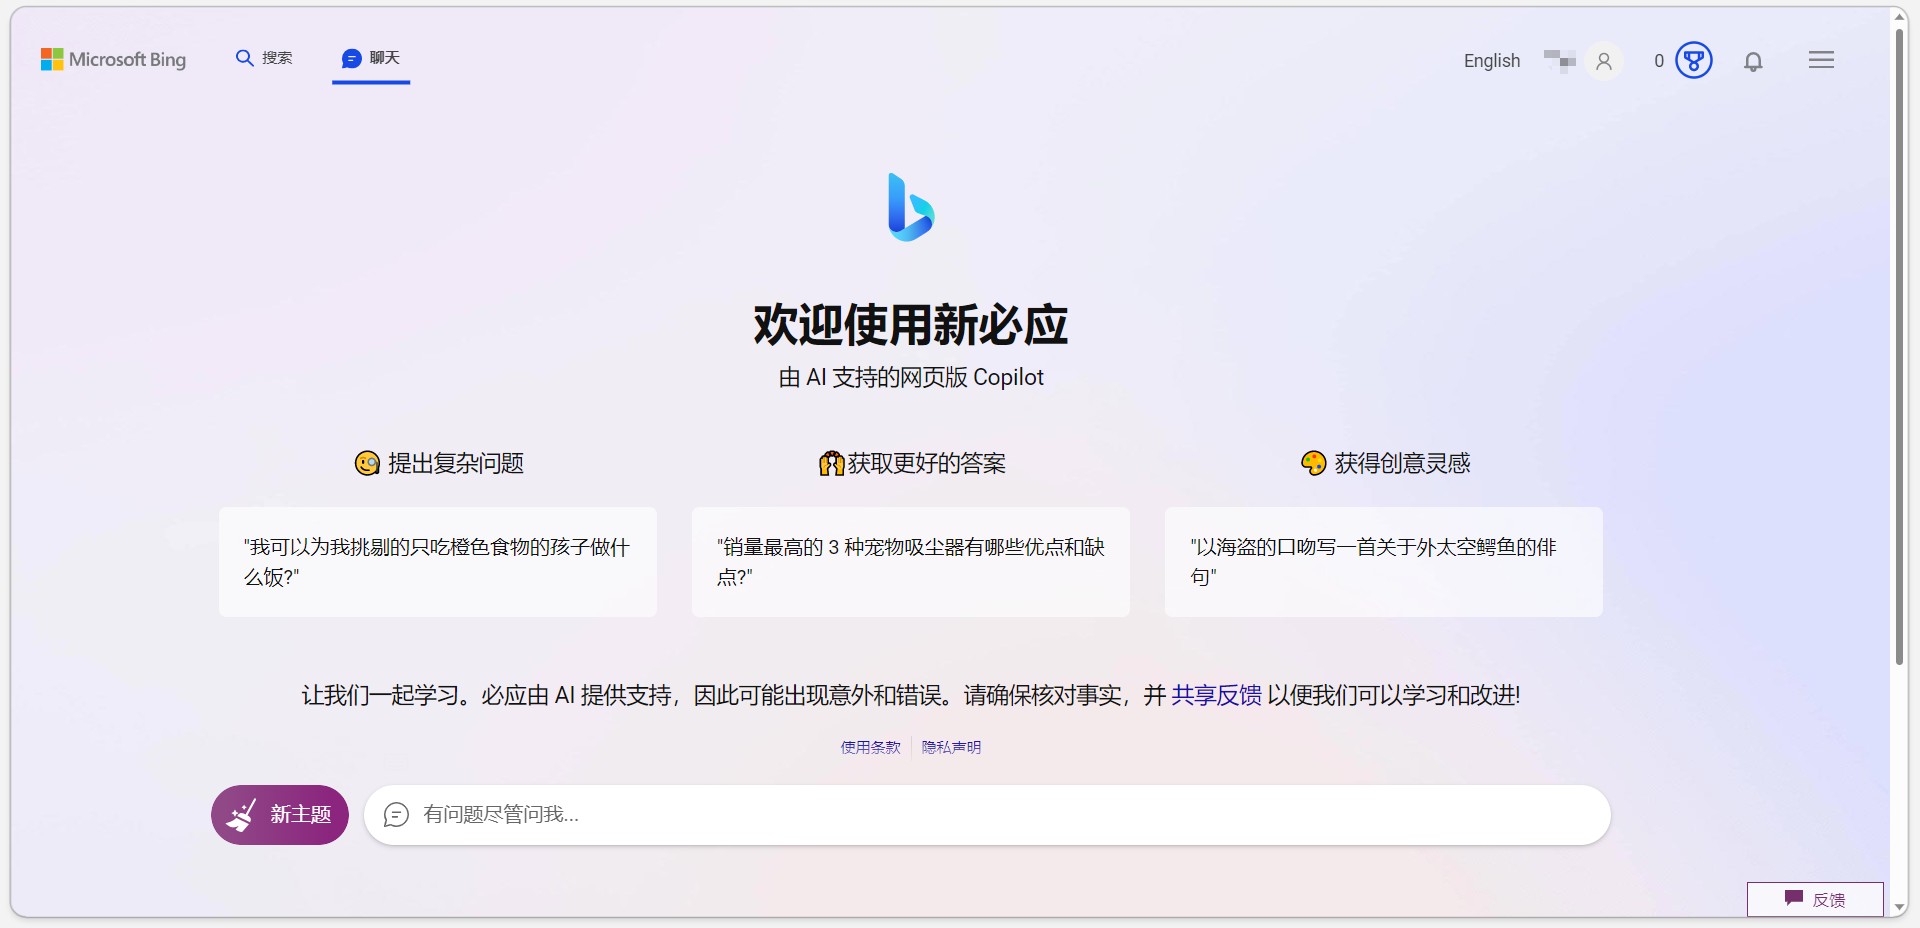 Microsoft Bing
搜索
聊天
English
0
欢迎使用新必应
由 AI 支持的网页版 Copilot
提出复杂问题
"我可以为我挑剔的只吃橙色食物的孩子做什
么饭?"
获取更好的答案
"销量最高的 3 种宠物吸尘器有哪些优点和缺
点?"
获得创意灵感
"以海盗的口吻写一首关于外太空鳄鱼的俳
句"
让我们一起学习。必应由 AI 提供支持，因此可能出现意外和错误。请确保核对事实，并 共享反馈 以便我们可以学习和改进!
使用条款
隐私声明
新主题
有问题尽管问我...
反馈